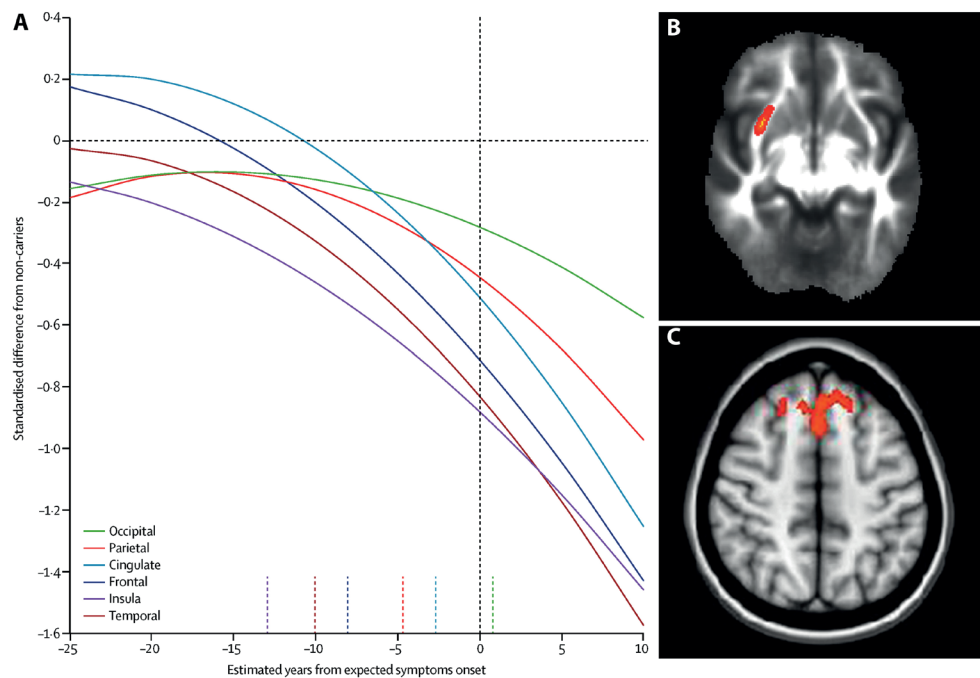 A
0·4
0·2
0
–0·2
–0·4
–0·6
–0·8
–1·0
–1·2
–1·4
–1·6
Standardised difference from non-carriers
Occipital
Parietal
Cingulate
Frontal
Insula
Temporal
–25
–20
–15
–10
–5
0
5
10
Estimated years from expected symptoms onset
B
C